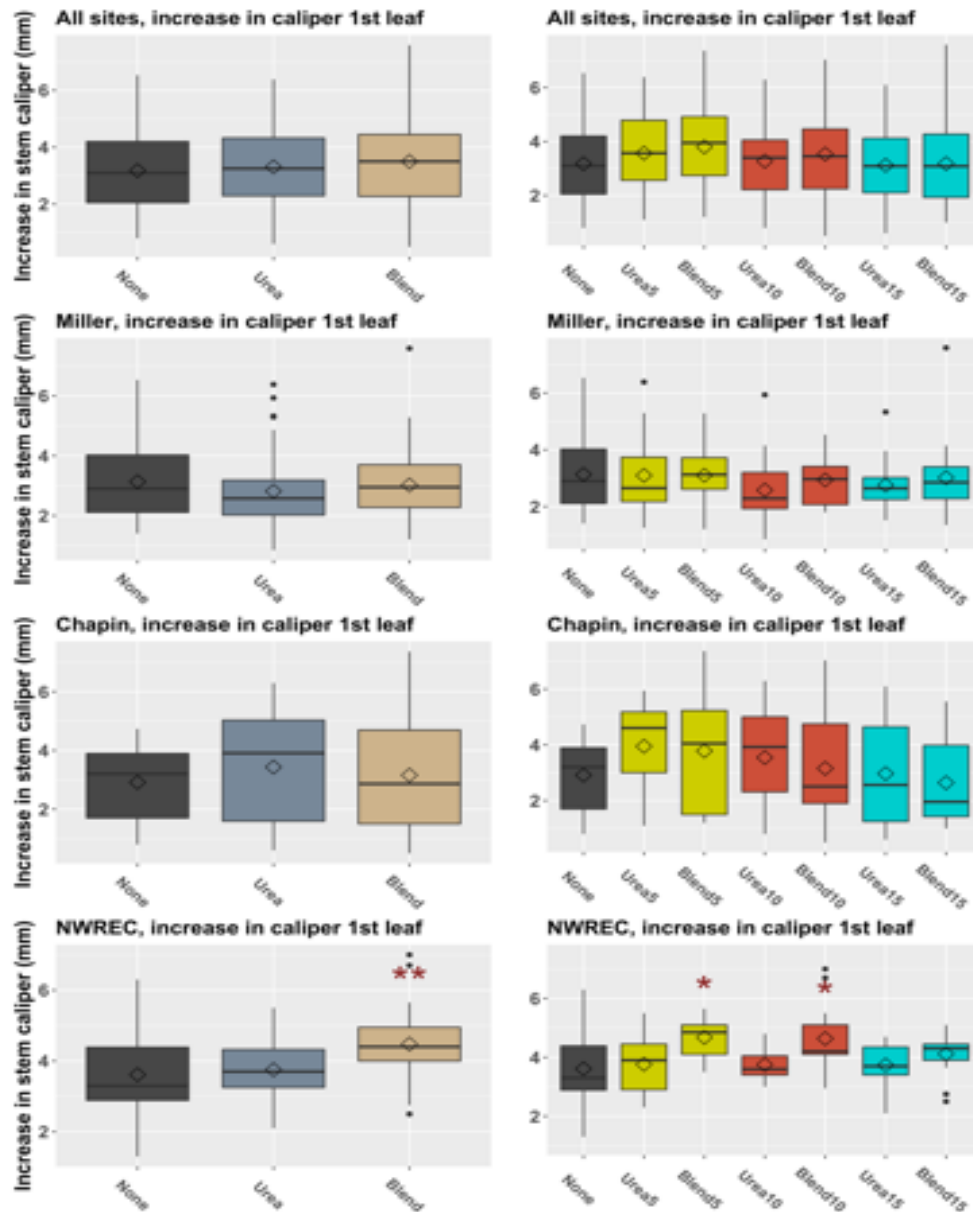 All sites, increase in caliper 1st leaf
Increase in stem caliper (mm)
6
4
2
None
Urea
Blend
All sites, increase in caliper 1st leaf
6
4
2
None
Urea5
Blend5
Urea10
Blend10
Urea15
Blend15
Miller, increase in caliper 1st leaf
Increase in stem caliper (mm)
6
4
2
None
Urea
Blend
Miller, increase in caliper 1st leaf
6
4
2
None
Urea5
Blend5
Urea10
Blend10
Urea15
Blend15
Chapin, increase in caliper 1st leaf
Increase in stem caliper (mm)
6
4
2
None
Urea
Blend
Chapin, increase in caliper 1st leaf
6
4
2
None
Urea5
Blend5
Urea10
Blend10
Urea15
Blend15
NWREC, increase in caliper 1st leaf
Increase in stem caliper (mm)
6
4
2
**
None
Urea
Blend
NWREC, increase in caliper 1st leaf
6
4
2
*
*
None
Urea5
Blend5
Urea10
Blend10
Urea15
Blend15